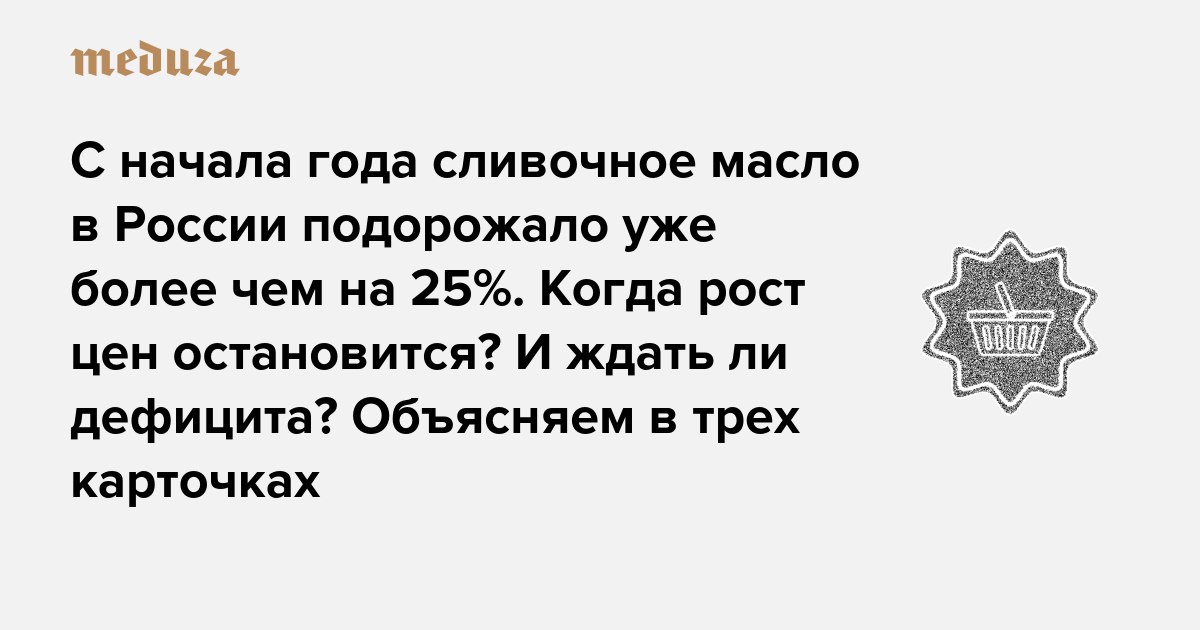 meduza
С начала года сливочное масло
в России подорожало уже
более чем на 25%. Когда рост
цен остановится? И ждать ли
дефицита? Объясняем в трех
карточках